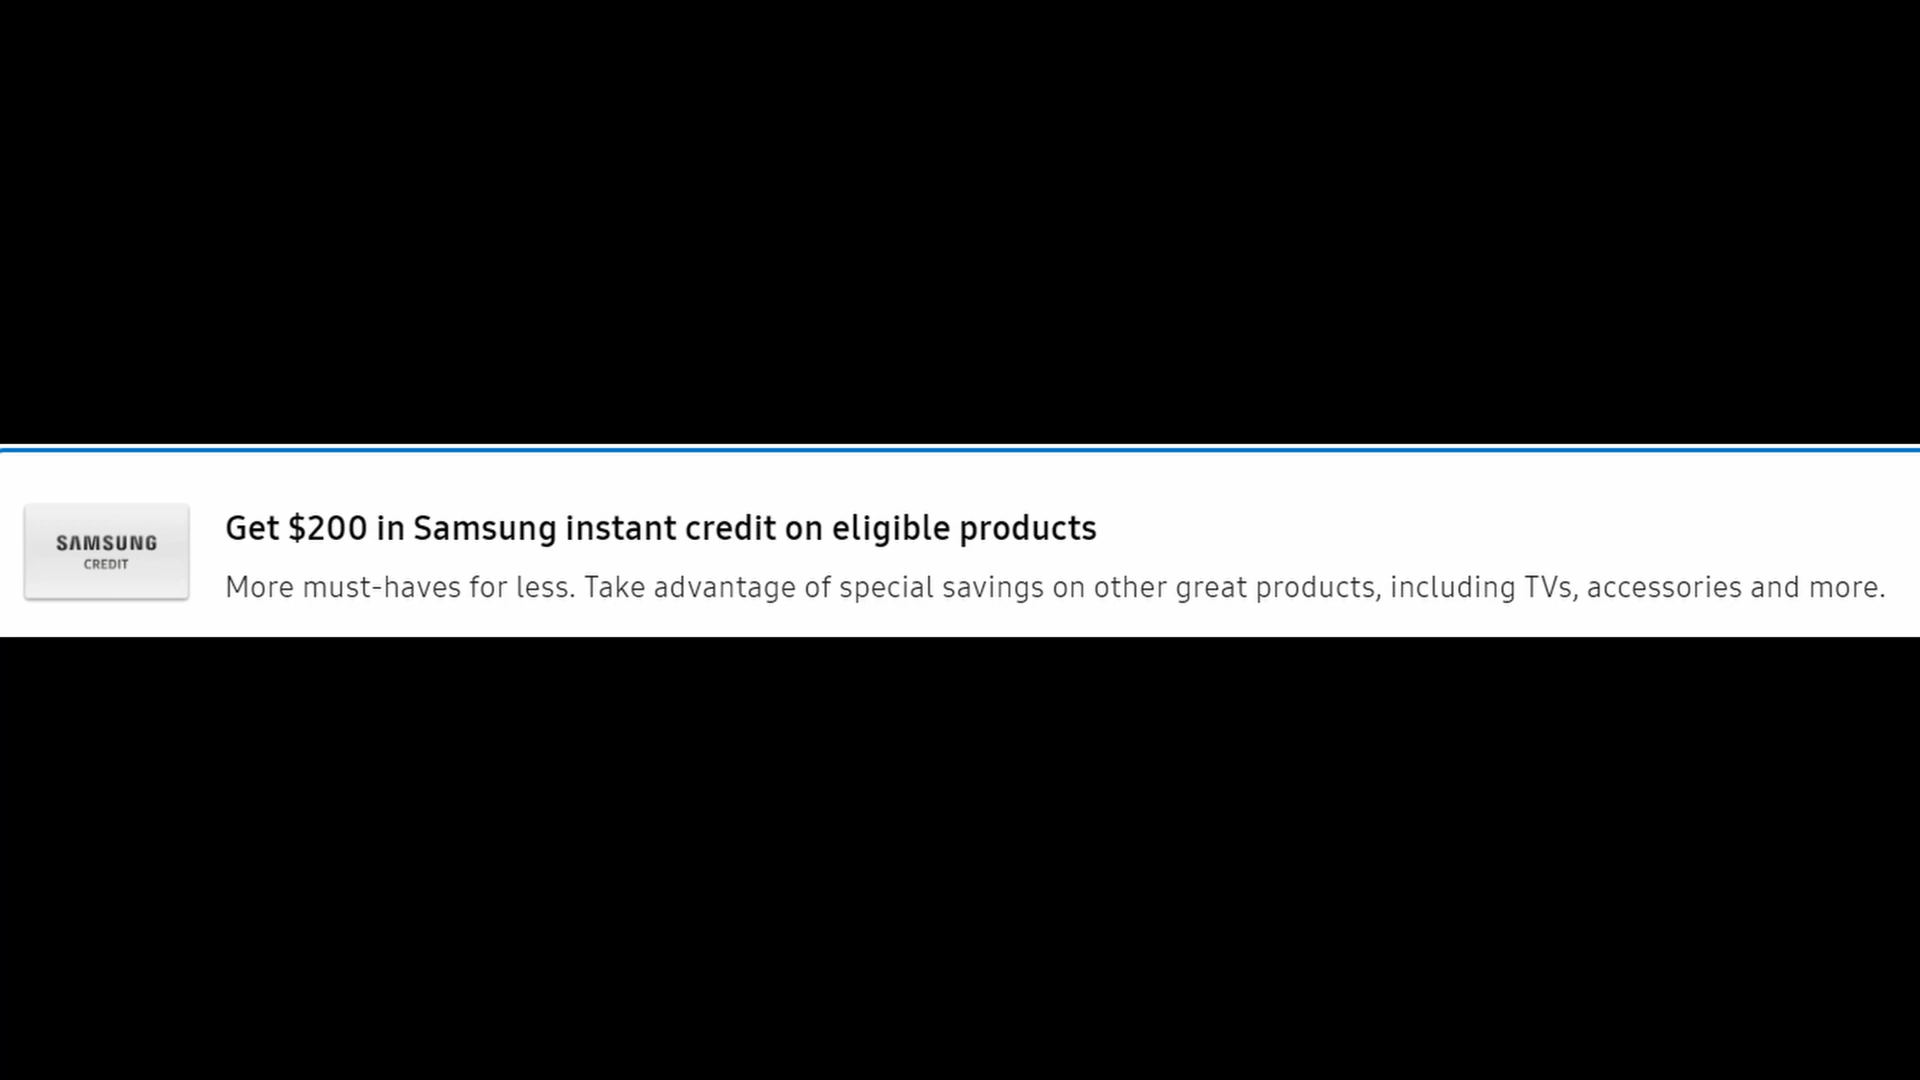 SAMSUNG
CREDIT
Get $200 in Samsung instant credit on eligible products
More must-haves for less. Take advantage of special savings on other great products, including TVs, accessories and more.